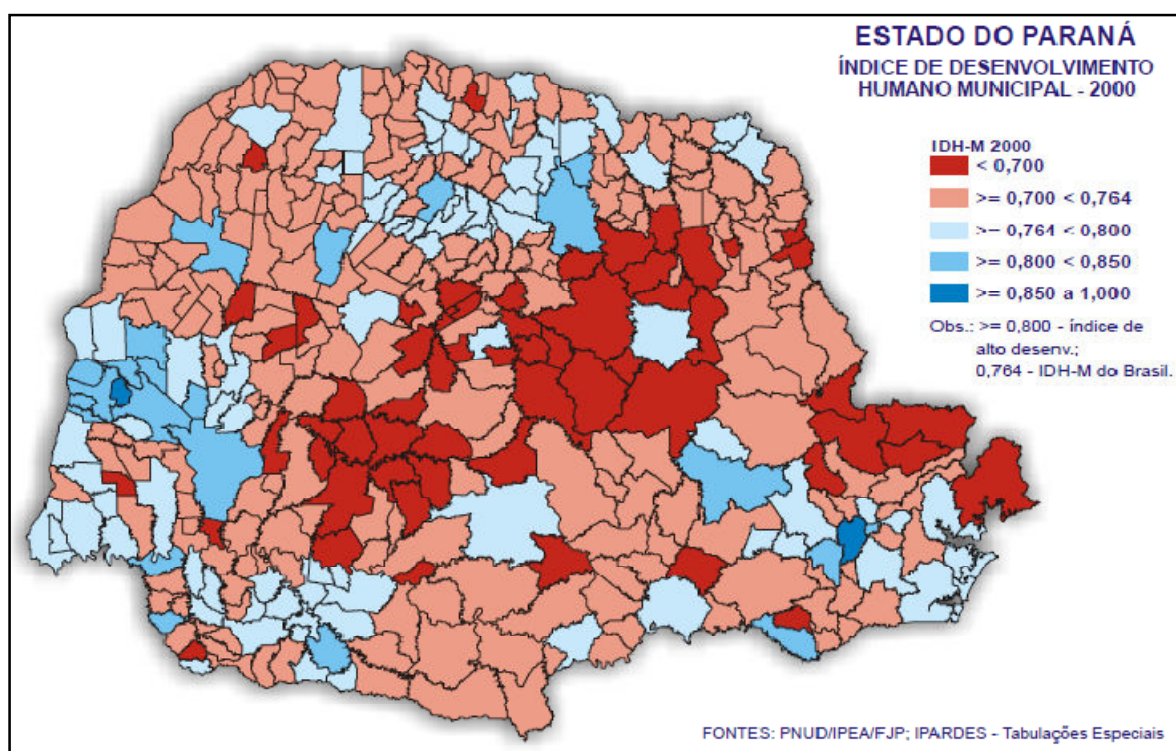 ESTADO DO PARANÁ
ÍNDICE DE DESENVOLVIMENTO
HUMANO MUNICIPAL - 2000
IDH-M 2000
< 0,700
>= 0,700 < 0,764
>= 0,764 < 0,800
>= 0,800 < 0,850
>= 0,850 a 1,000
Obs.: >= 0,800 - índice de
alto desenv.;
0,764 - IDH-M do Brasil.
FONTES: PNUD/IPEA/FJP; IPARDES - Tabulações Especiais